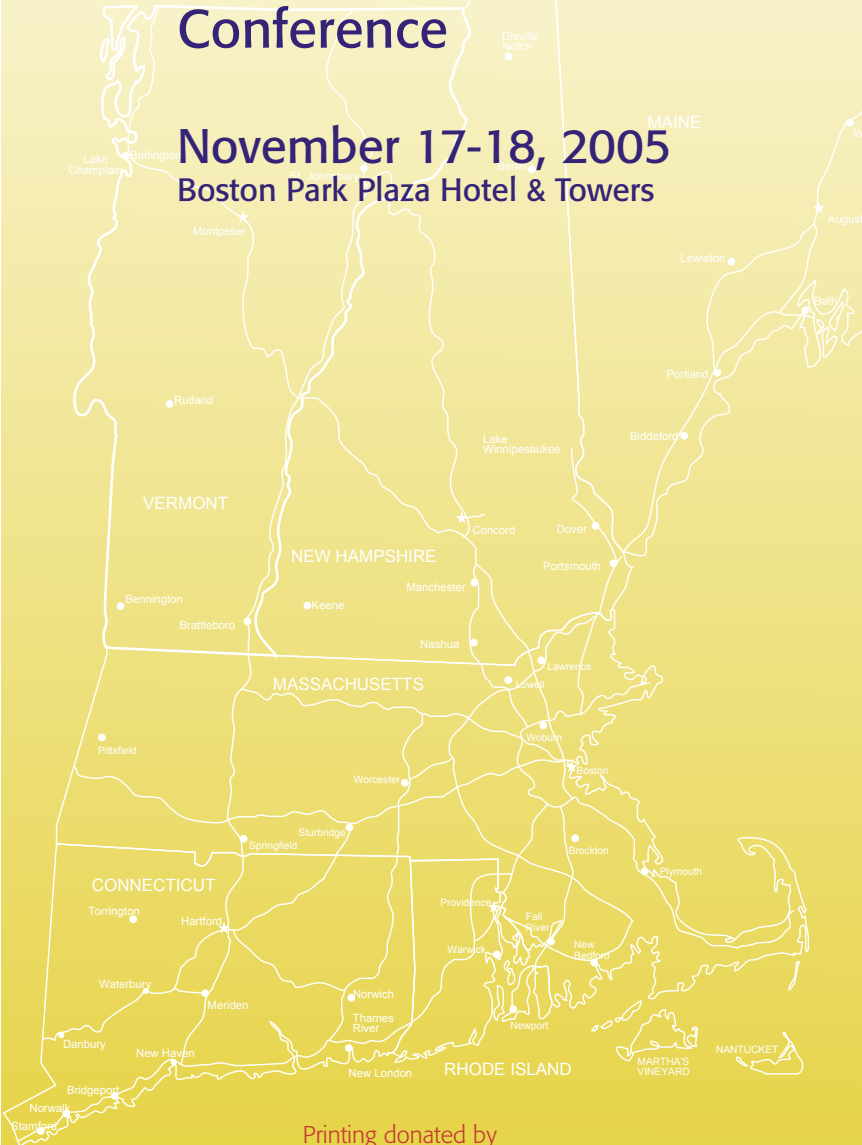 Conference
Dixville
Notch
November 17-18, 2005
MAINE
Lake
Champlain
Burlington
St. Johnsbury
Berlin
Boston Park Plaza Hotel & Towers
Montpelier
August
Lewiston
Bath
Portland
Rutland
Biddeford
Lake
Winnipesaukee
VERMONT
Concord
Dover
NEW HAMPSHIRE
Portsmouth
Manchester
Bennington
Keene
Brattleboro
Nashua
Lawrence
MASSACHUSETTS
Lowell
Woburn
Pittsfield
Boston
Worcester
Sturbridge
Springfield
Brockton
Plymouth
CONNECTICUT
Torrington
Hartford
Providence
Fall
River
Warwick
New
Bedford
Waterbury
Meriden
Norwich
Thames
River
Newport
Danbury
New Haven
New London
RHODE ISLAND
MARTHA'S
VINEYARD
NANTUCKET
Bridgeport
Norwalk
Stamford
Printing donated by